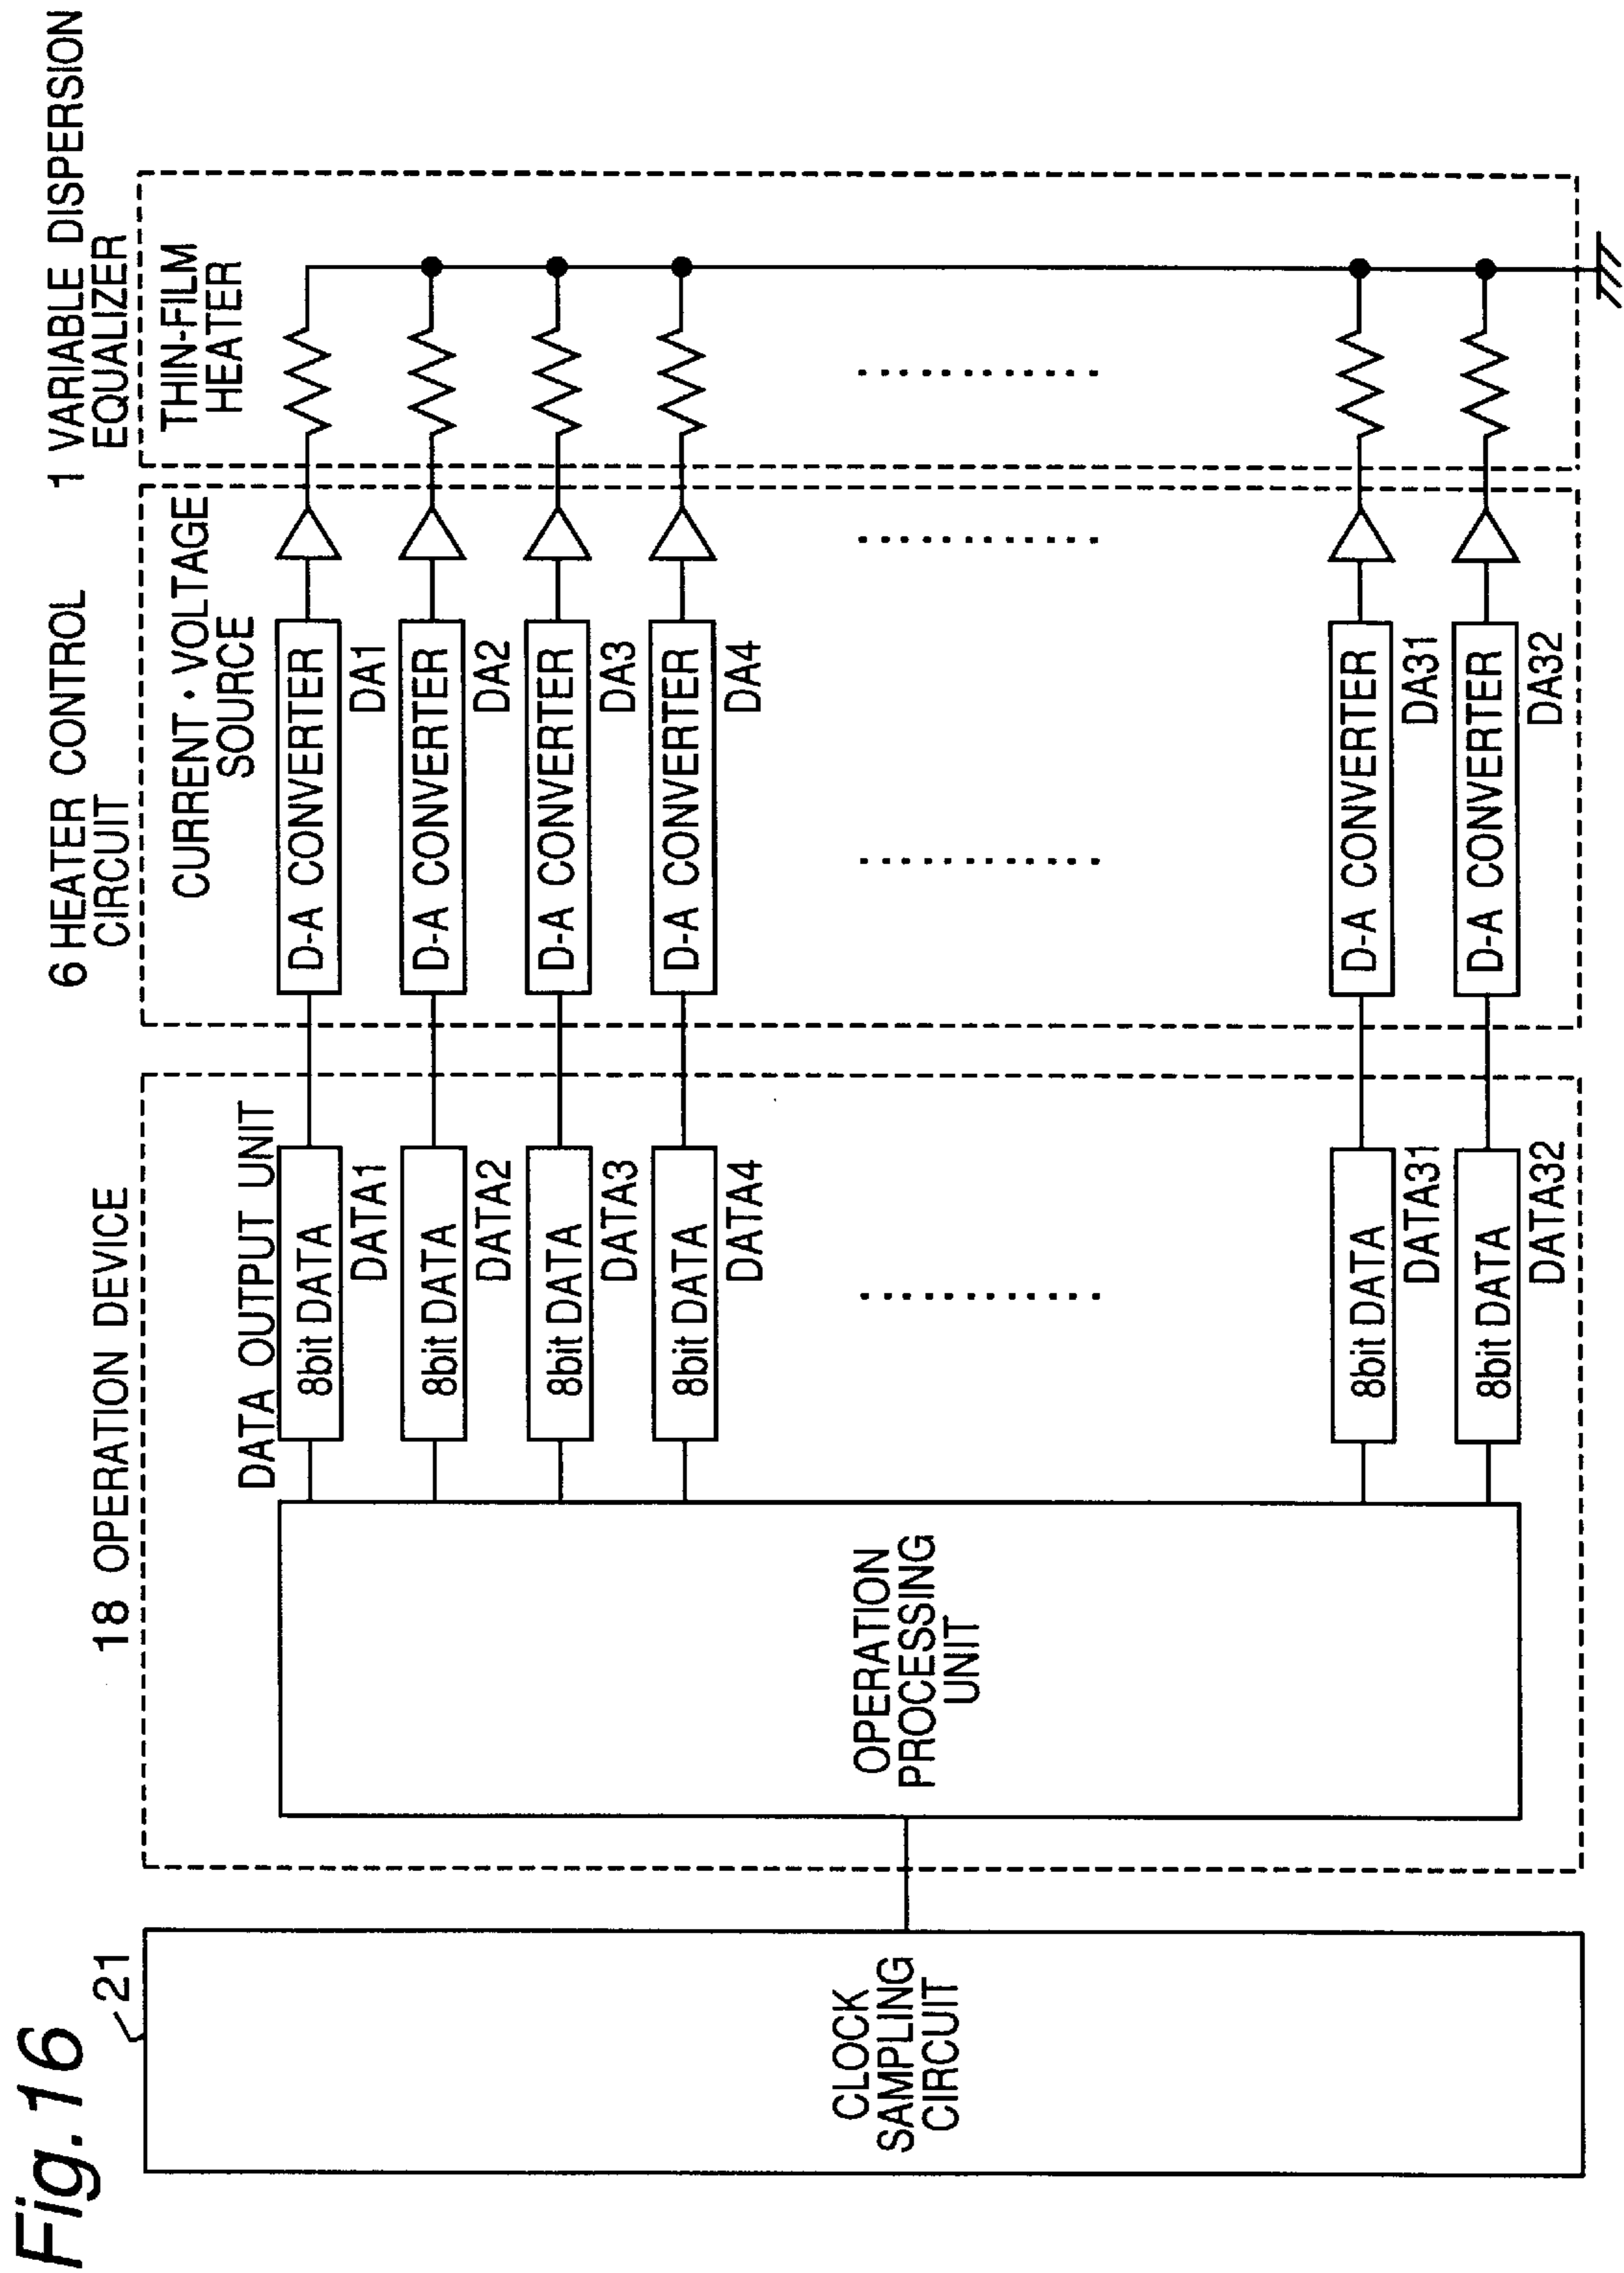 Fig.16
21
CLOCK
SAMPLING
CIRCUIT
18 OPERATION DEVICE
OPERATION
PROCESSING
UNIT
DATA OUTPUT UNIT
8bit DATA
DATA1
8bit DATA
DATA2
8bit DATA
DATA3
8bit DATA
DATA4
8bit DATA
DATA31
8bit DATA
DATA32
6 HEATER CONTROL
CIRCUIT
CURRENT・VOLTAGE
SOURCE
D-A CONVERTER
DA1
D-A CONVERTER
DA2
D-A CONVERTER
DA3
D-A CONVERTER
DA4
D-A CONVERTER
DA31
D-A CONVERTER
DA32
1 VARIABLE DISPERSION
EQUALIZER
THIN-FILM
HEATER